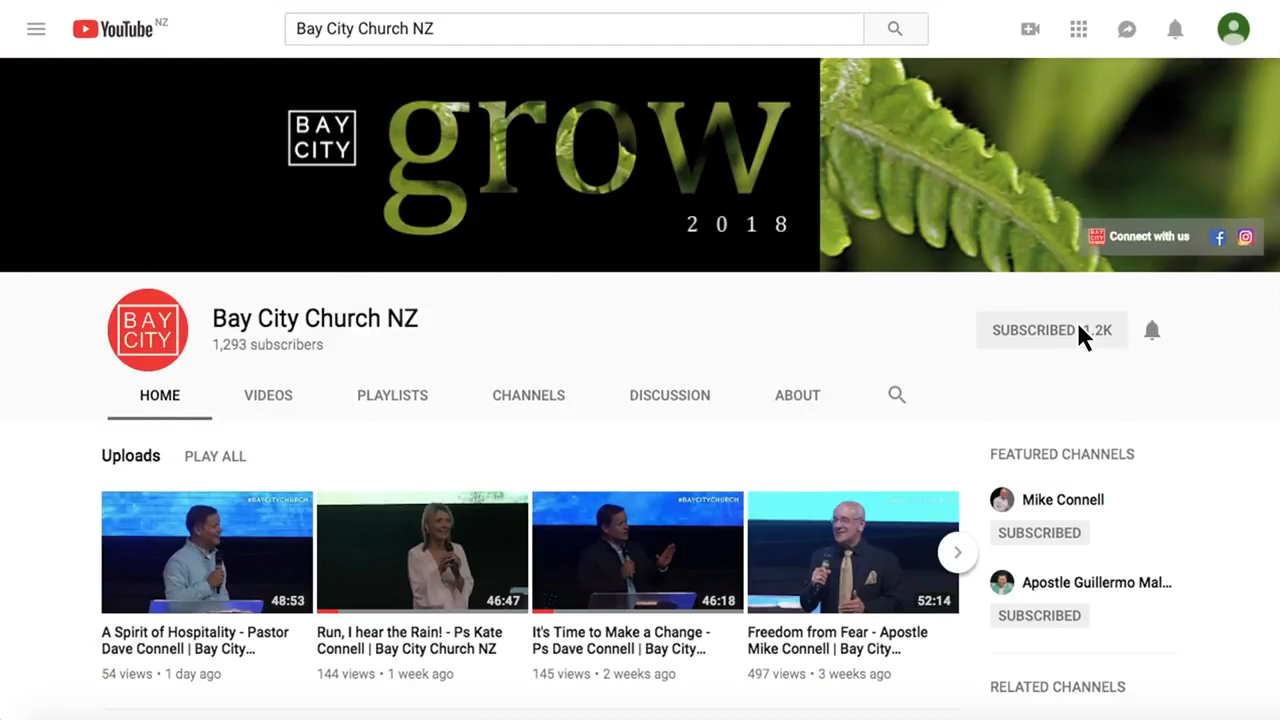 YouTube NZ
Bay City Church NZ
BAY
CITY
grow
2018
Connect with us
BAY
CITY
Bay City Church NZ
1,293 subscribers
SUBSCRIBED 1.2K
HOME VIDEOS PLAYLISTS CHANNELS DISCUSSION ABOUT
Uploads PLAY ALL
#BAYCITYCHURCH
48:53
46:47
#BAYCITYCHURCH
46:18
52:14
A Spirit of Hospitality - Pastor
Dave Connell | Bay City...
54 views • 1 day ago
Run, I hear the Rain! - Ps Kate
Connell | Bay City Church NZ
144 views • 1 week ago
It's Time to Make a Change -
Ps Dave Connell | Bay City...
145 views • 2 weeks ago
Freedom from Fear - Apostle
Mike Connell | Bay City...
497 views • 3 weeks ago
FEATURED CHANNELS
Mike Connell
SUBSCRIBED
Apostle Guillermo Mal...
SUBSCRIBED
RELATED CHANNELS